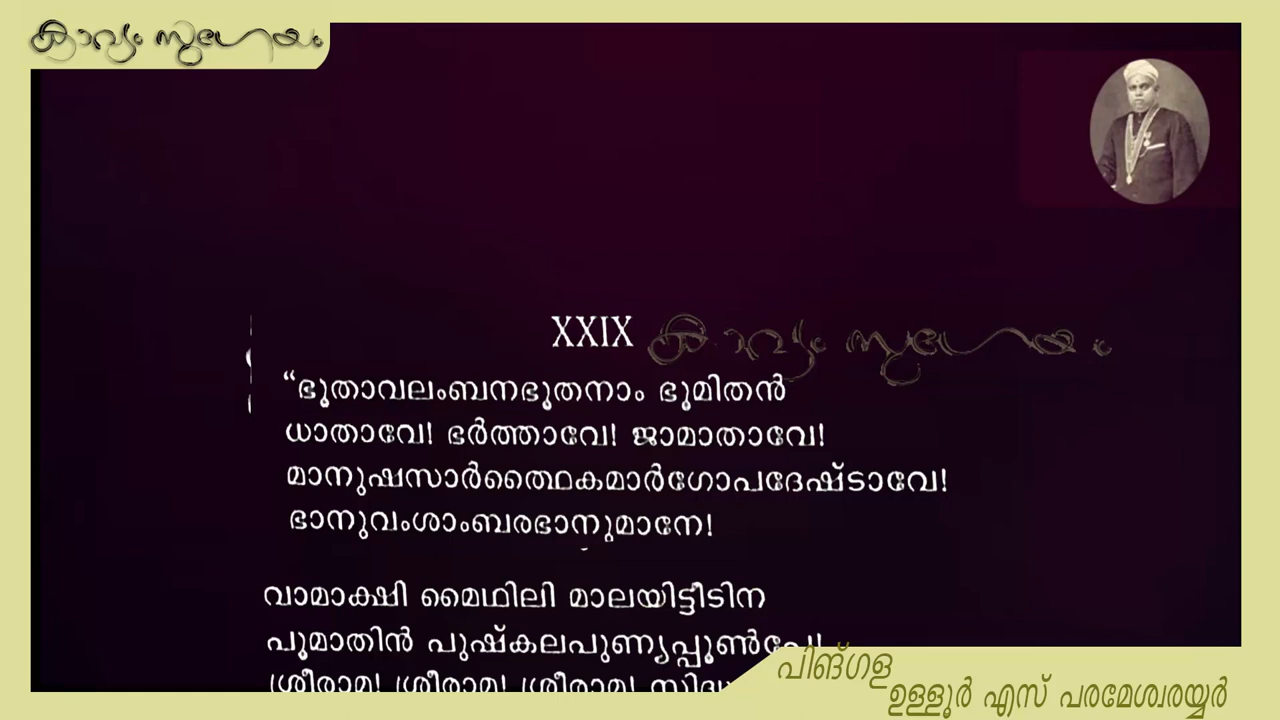 കാവ്യം സുഗേയം
XXIX
കാവ്യം സുഗേയം
“ഭൂതാവലംബനഭൂതനാം ഭൂമിതൻ
ധാതാവേ! ഭർത്താവേ! ജാമാതാവേ!
മാനുഷസാർത്ഥൈകമാർഗോപദേഷ്ടാവേ!
ഭാനുവംശാംബരഭാനുമാനേ!
വാമാക്ഷി മൈഥിലി മാലയിട്ടീടിന
പൂമാതിൻ പുഷ്കലപുണ്യപ്പൂൺപേ!
ശ്രീരാമ! ശ്രീരാമ! ശ്രീരാമ!
പിങ്ഗള
ഉള്ളൂർ എസ് പരമേശ്വരയ്യർ